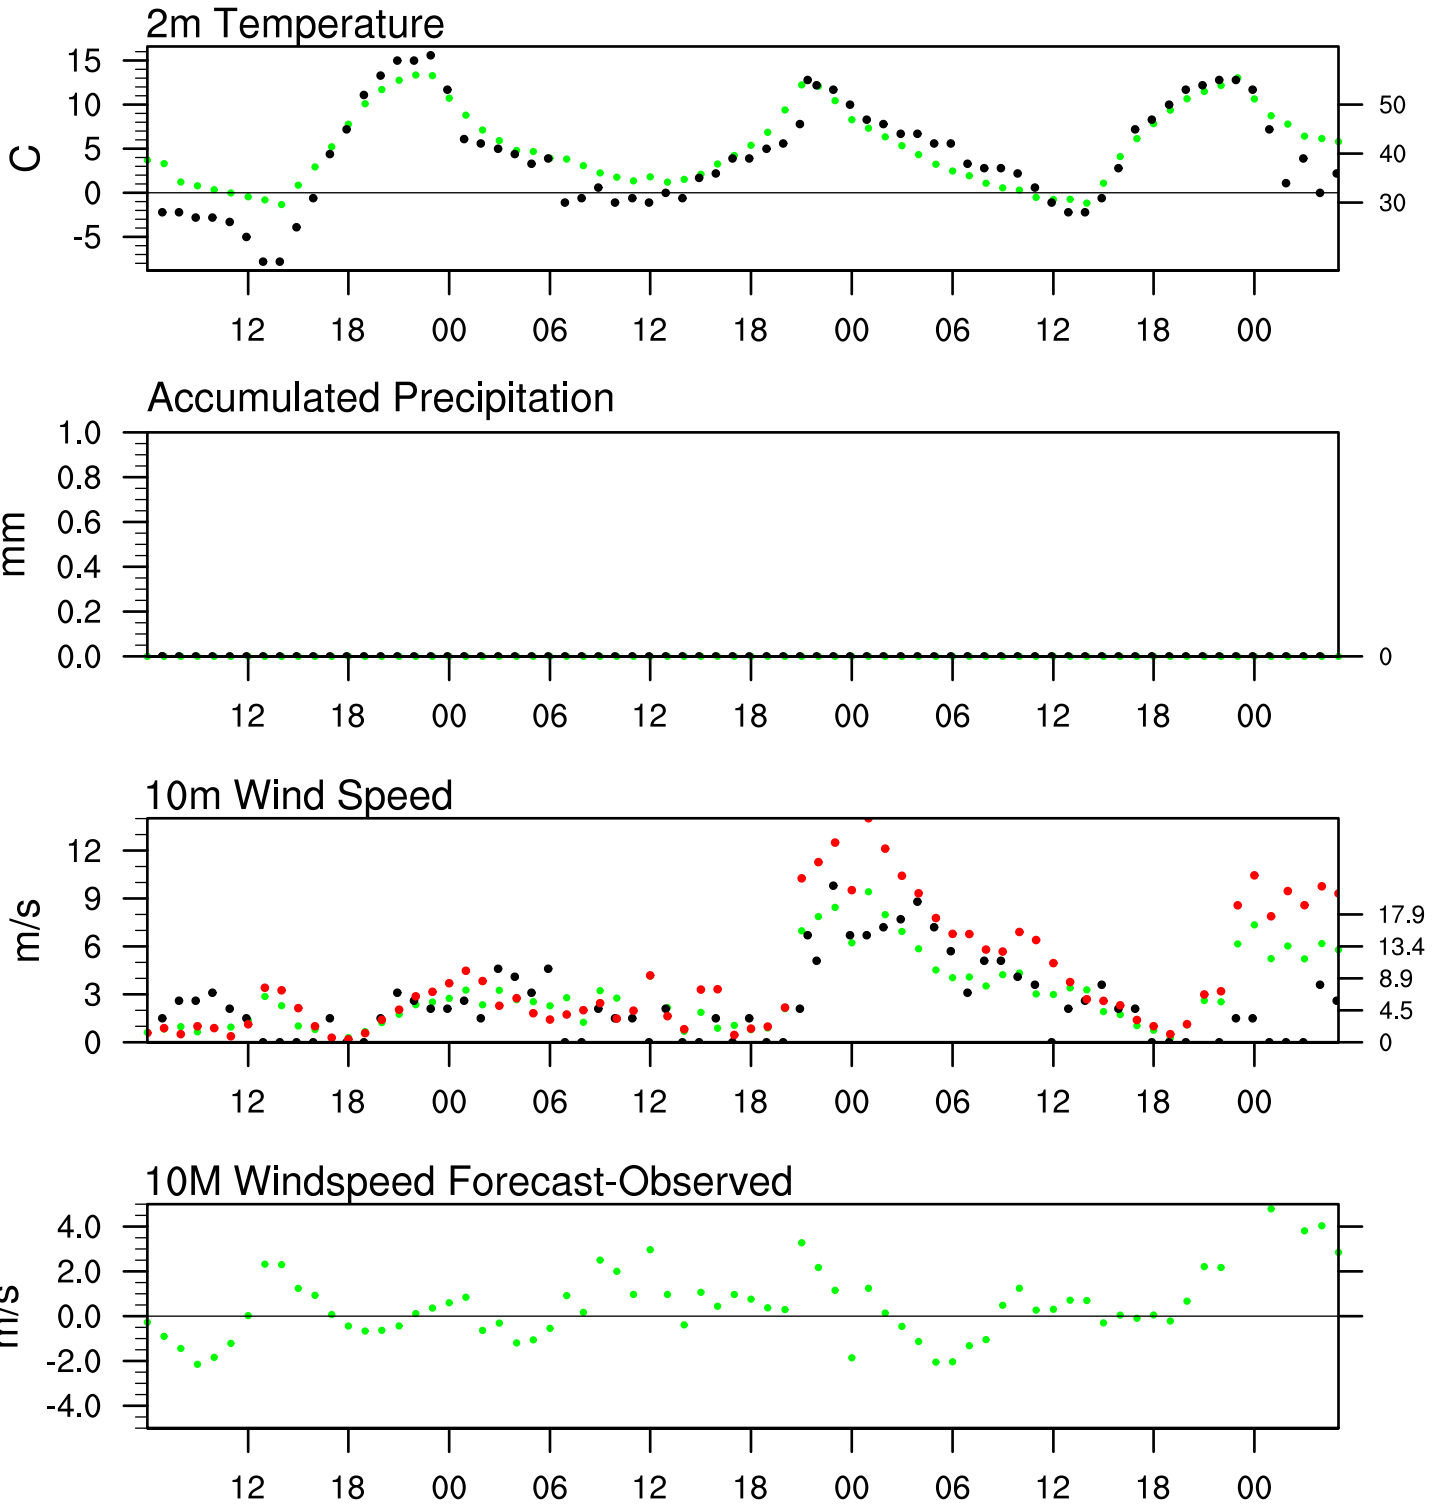 2m Temperature
15
10
5
0
-5
C
50
40
30
12 18 00 06 12 18 00 06 12 18 00
Accumulated Precipitation
1.0
0.8
0.6
0.4
0.2
0.0
mm
0
12 18 00 06 12 18 00 06 12 18 00
10m Wind Speed
12
9
6
3
0
m/s
17.9
13.4
8.9
4.5
0
12 18 00 06 12 18 00 06 12 18 00
10M Windspeed Forecast-Observed
4.0
2.0
0.0
-2.0
-4.0
m/s
12 18 00 06 12 18 00 06 12 18 00